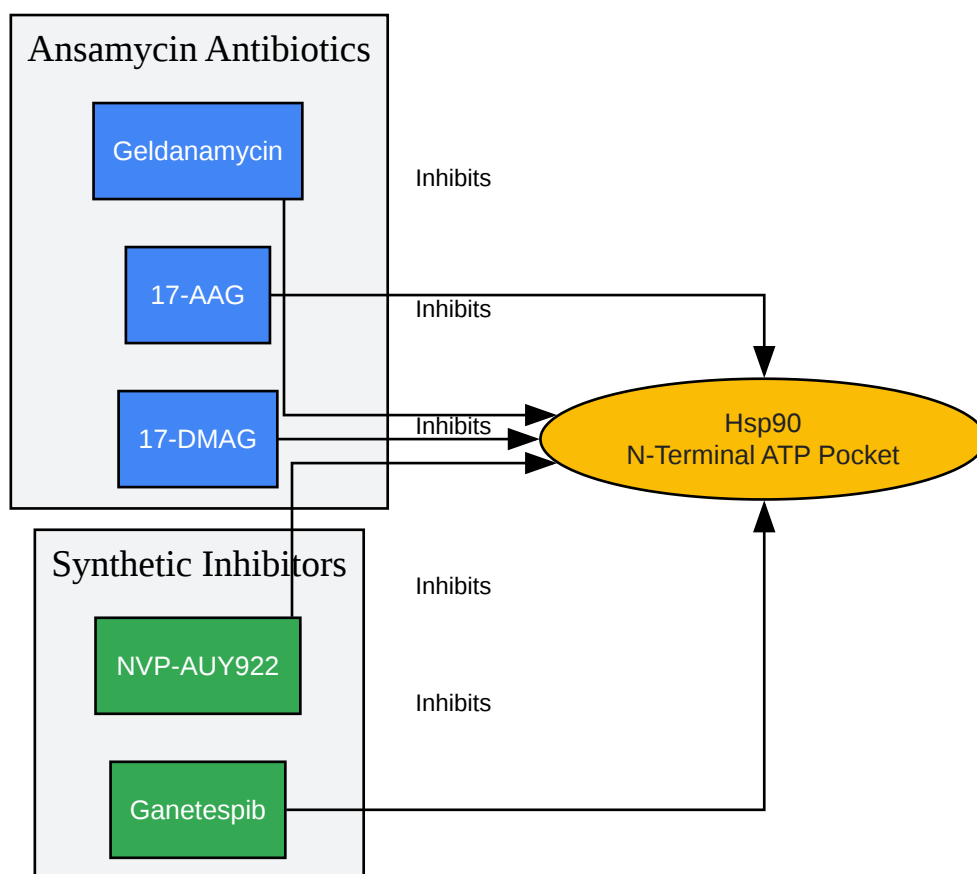 Ansamycin Antibiotics
Geldanamycin
Inhibits
17-AAG
Inhibits
17-DMAG
Inhibits
Hsp90
N-Terminal ATP Pocket
Synthetic Inhibitors
Inhibits
NVP-AUY922
Inhibits
Ganetespib